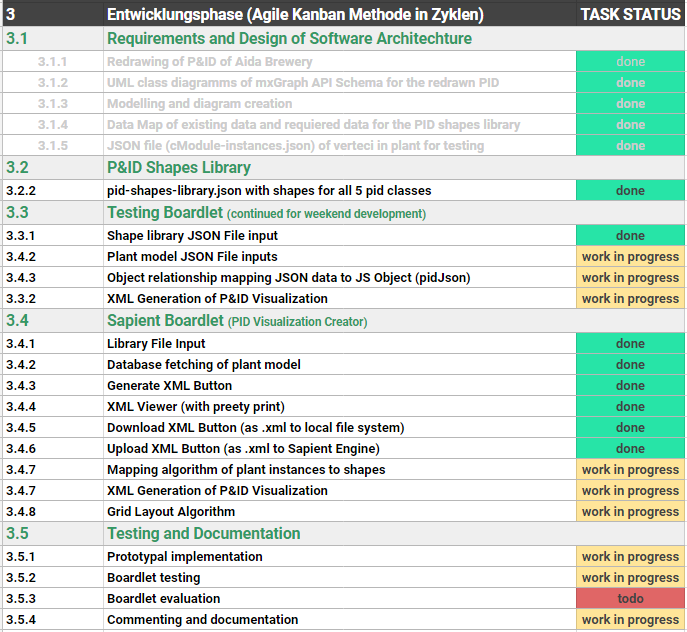 3 Entwicklungsphase (Agile Kanban Methode in Zyklen) TASK STATUS
3.1 Requirements and Design of Software Architechture
3.1.1 Redrawing of P&ID of Aida Brewery done
3.1.2 UML class diagramms of mxGraph API Schema for the redrawn PID done
3.1.3 Modelling and diagram creation done
3.1.4 Data Map of existing data and requiered data for the PID shapes library done
3.1.5 JSON file (cModule-instances.json) of verteci in plant for testing done
3.2 P&ID Shapes Library
3.2.2 pid-shapes-library.json with shapes for all 5 pid classes done
3.3 Testing Boardlet (continued for weekend development)
3.3.1 Shape library JSON File input done
3.4.2 Plant model JSON File inputs work in progress
3.4.3 Object relationship mapping JSON data to JS Object (pidJson) work in progress
3.3.2 XML Generation of P&ID Visualization work in progress
3.4 Sapient Boardlet (PID Visualization Creator)
3.4.1 Library File Input done
3.4.2 Database fetching of plant model done
3.4.3 Generate XML Button done
3.4.4 XML Viewer (with preety print) done
3.4.5 Download XML Button (as .xml to local file system) done
3.4.6 Upload XML Button (as .xml to Sapient Engine) done
3.4.7 Mapping algorithm of plant instances to shapes work in progress
3.4.7 XML Generation of P&ID Visualization work in progress
3.4.8 Grid Layout Algorithm work in progress
3.5 Testing and Documentation
3.5.1 Prototypal implementation work in progress
3.5.2 Boardlet testing work in progress
3.5.3 Boardlet evaluation todo
3.5.4 Commenting and documentation work in progress